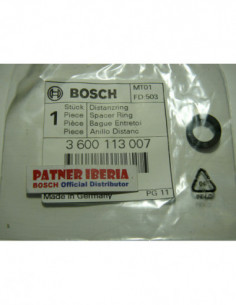 BOSCH
MT01
FD 503
1
Stück Distanzring
Piece Spacer Ring
Pièce Bague Entretoi
Pieza Anillo Distanc
3 600 113 007
PATNER IBERIA
BOSCH Official Distributor
Made in Germany
PG 11